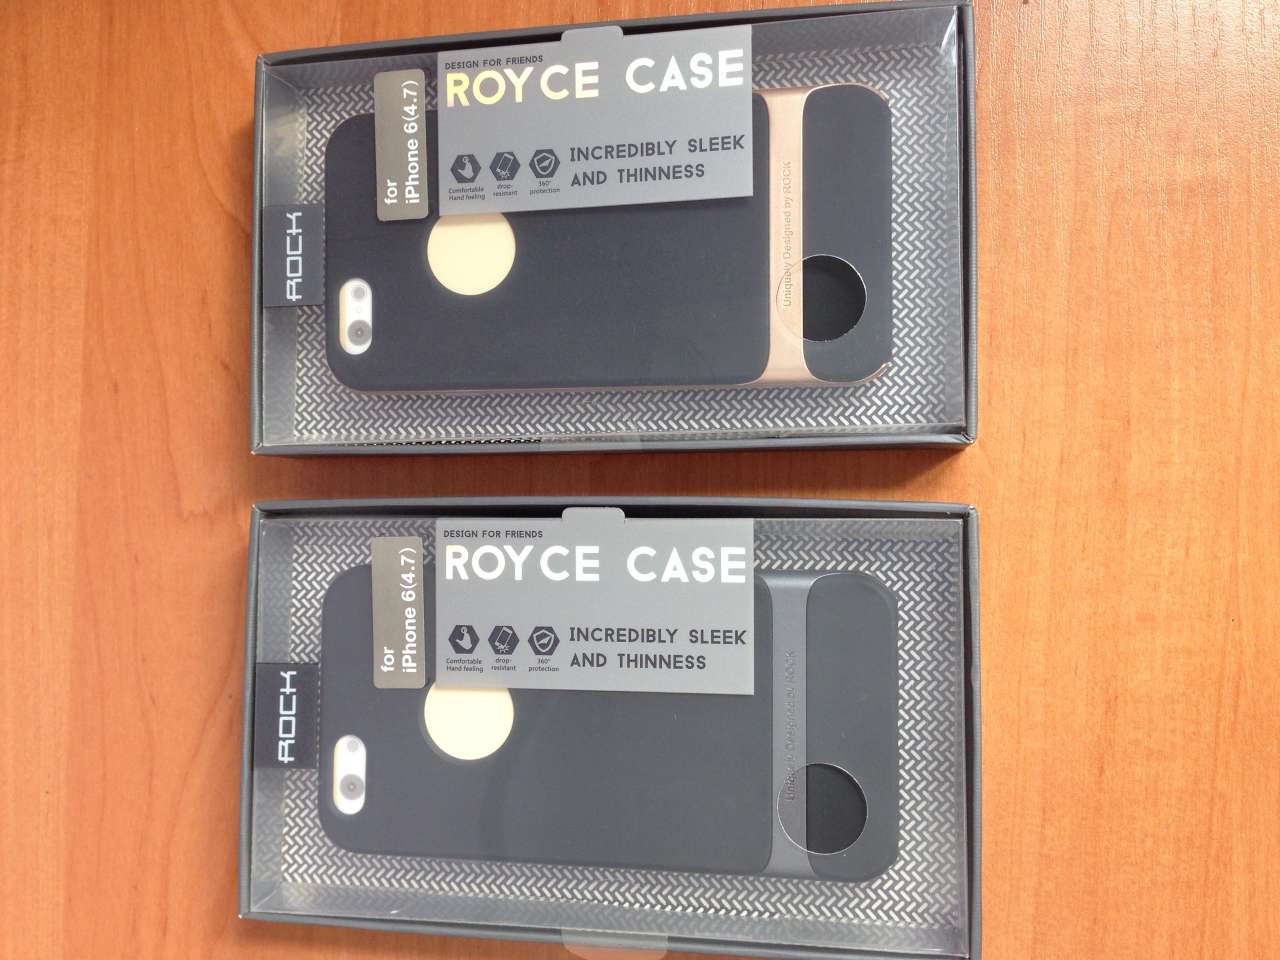 DESIGN FOR FRIENDS
ROYCE CASE
for
iPhone 6(4.7)
INCREDIBLY SLEEK
AND THINNESS
Comfortable
Hand feeling
drop-
resistant
360°
protection
ROCK
Uniquely Designed by ROCK
DESIGN FOR FRIENDS
ROYCE CASE
for
iPhone 6(4.7)
INCREDIBLY SLEEK
AND THINNESS
Comfortable
Hand feeling
drop-
resistant
360°
protection
ROCK
Uniquely Designed by ROCK